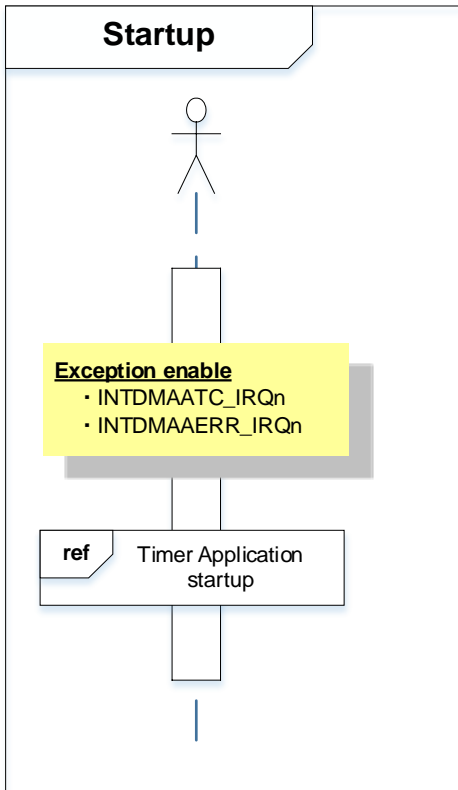 Startup
Exception enable
・INTDMAATC_IRQn
・INTDMAAERR_IRQn
ref
Timer Application
startup